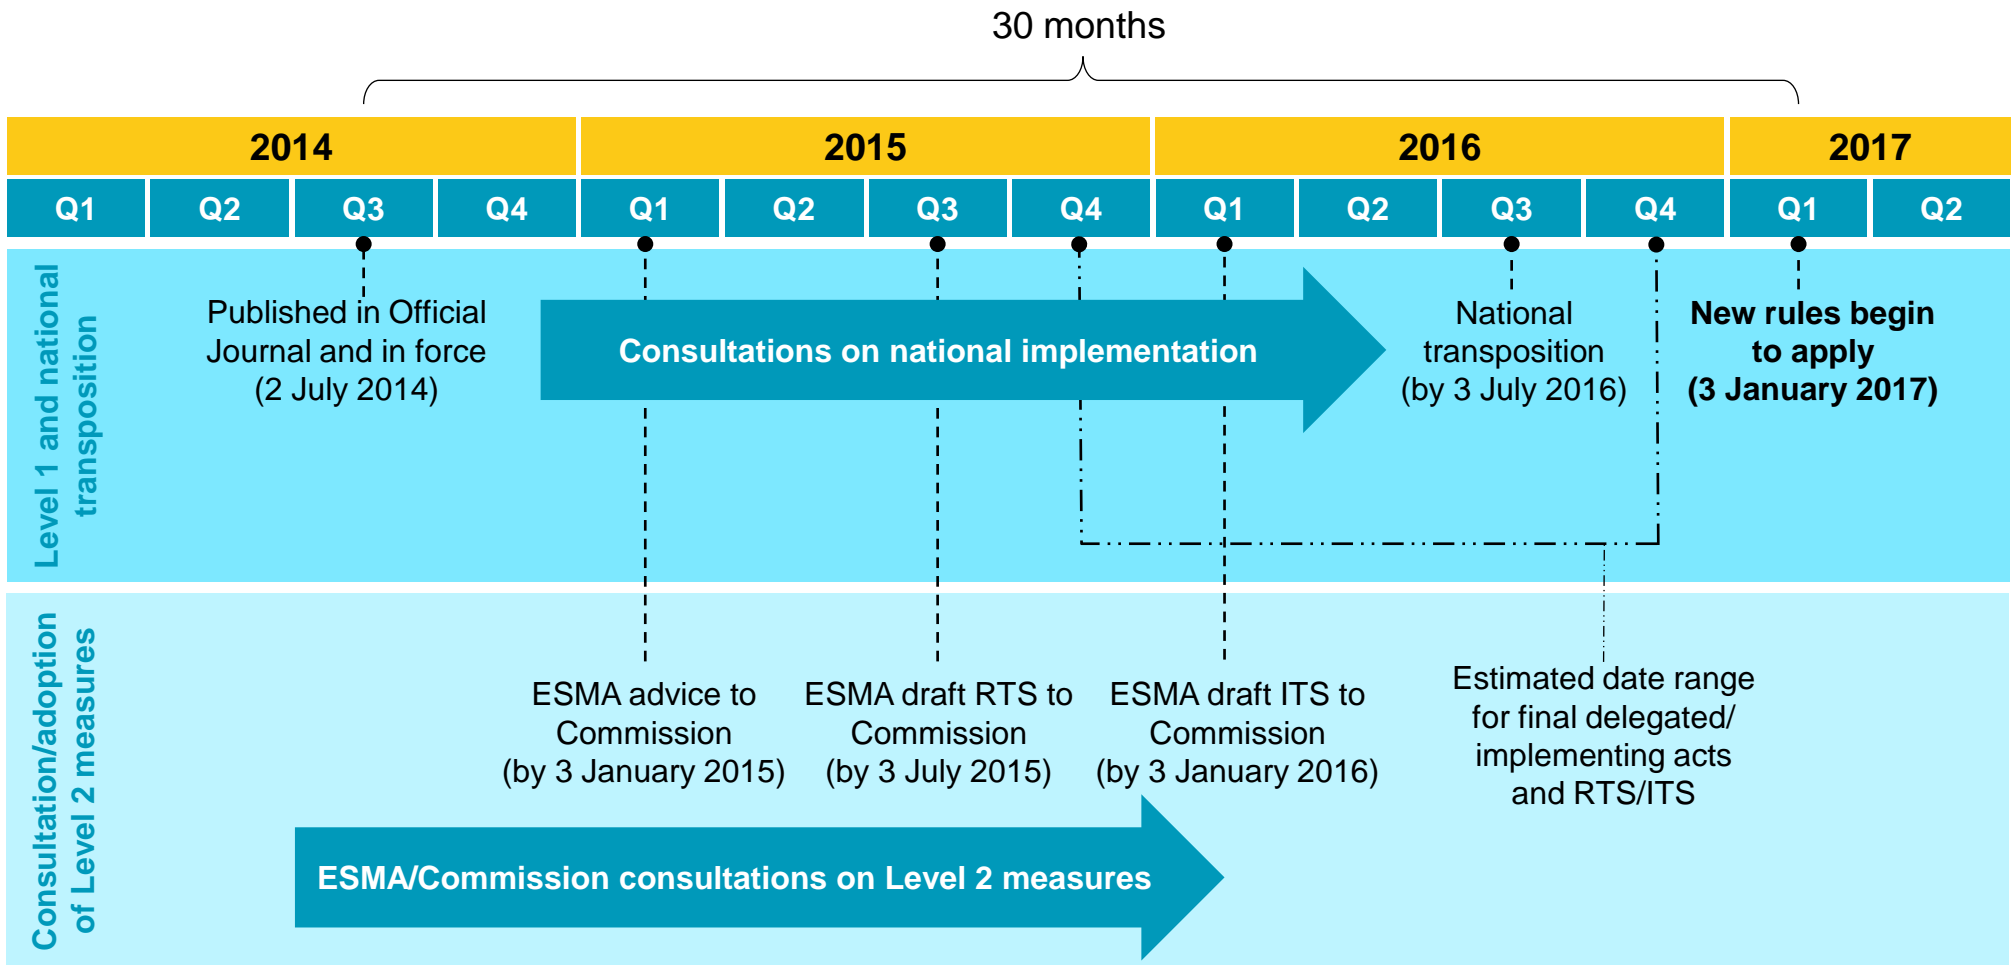 30 months
2014
2015
2016
2017
Q1
Q2
Q3
Q4
Q1
Q2
Q3
Q4
Q1
Q2
Q3
Q4
Q1
Q2
Level 1 and national
transposition
Published in Official
Journal and in force
(2 July 2014)
Consultations on national implementation
National
transposition
(by 3 July 2016)
New rules begin
to apply
(3 January 2017)
Consultation/adoption
of Level 2 measures
ESMA advice to
Commission
(by 3 January 2015)
ESMA draft RTS to
Commission
(by 3 July 2015)
ESMA draft ITS to
Commission
(by 3 January 2016)
Estimated date range
for final delegated/
implementing acts
and RTS/ITS
ESMA/Commission consultations on Level 2 measures